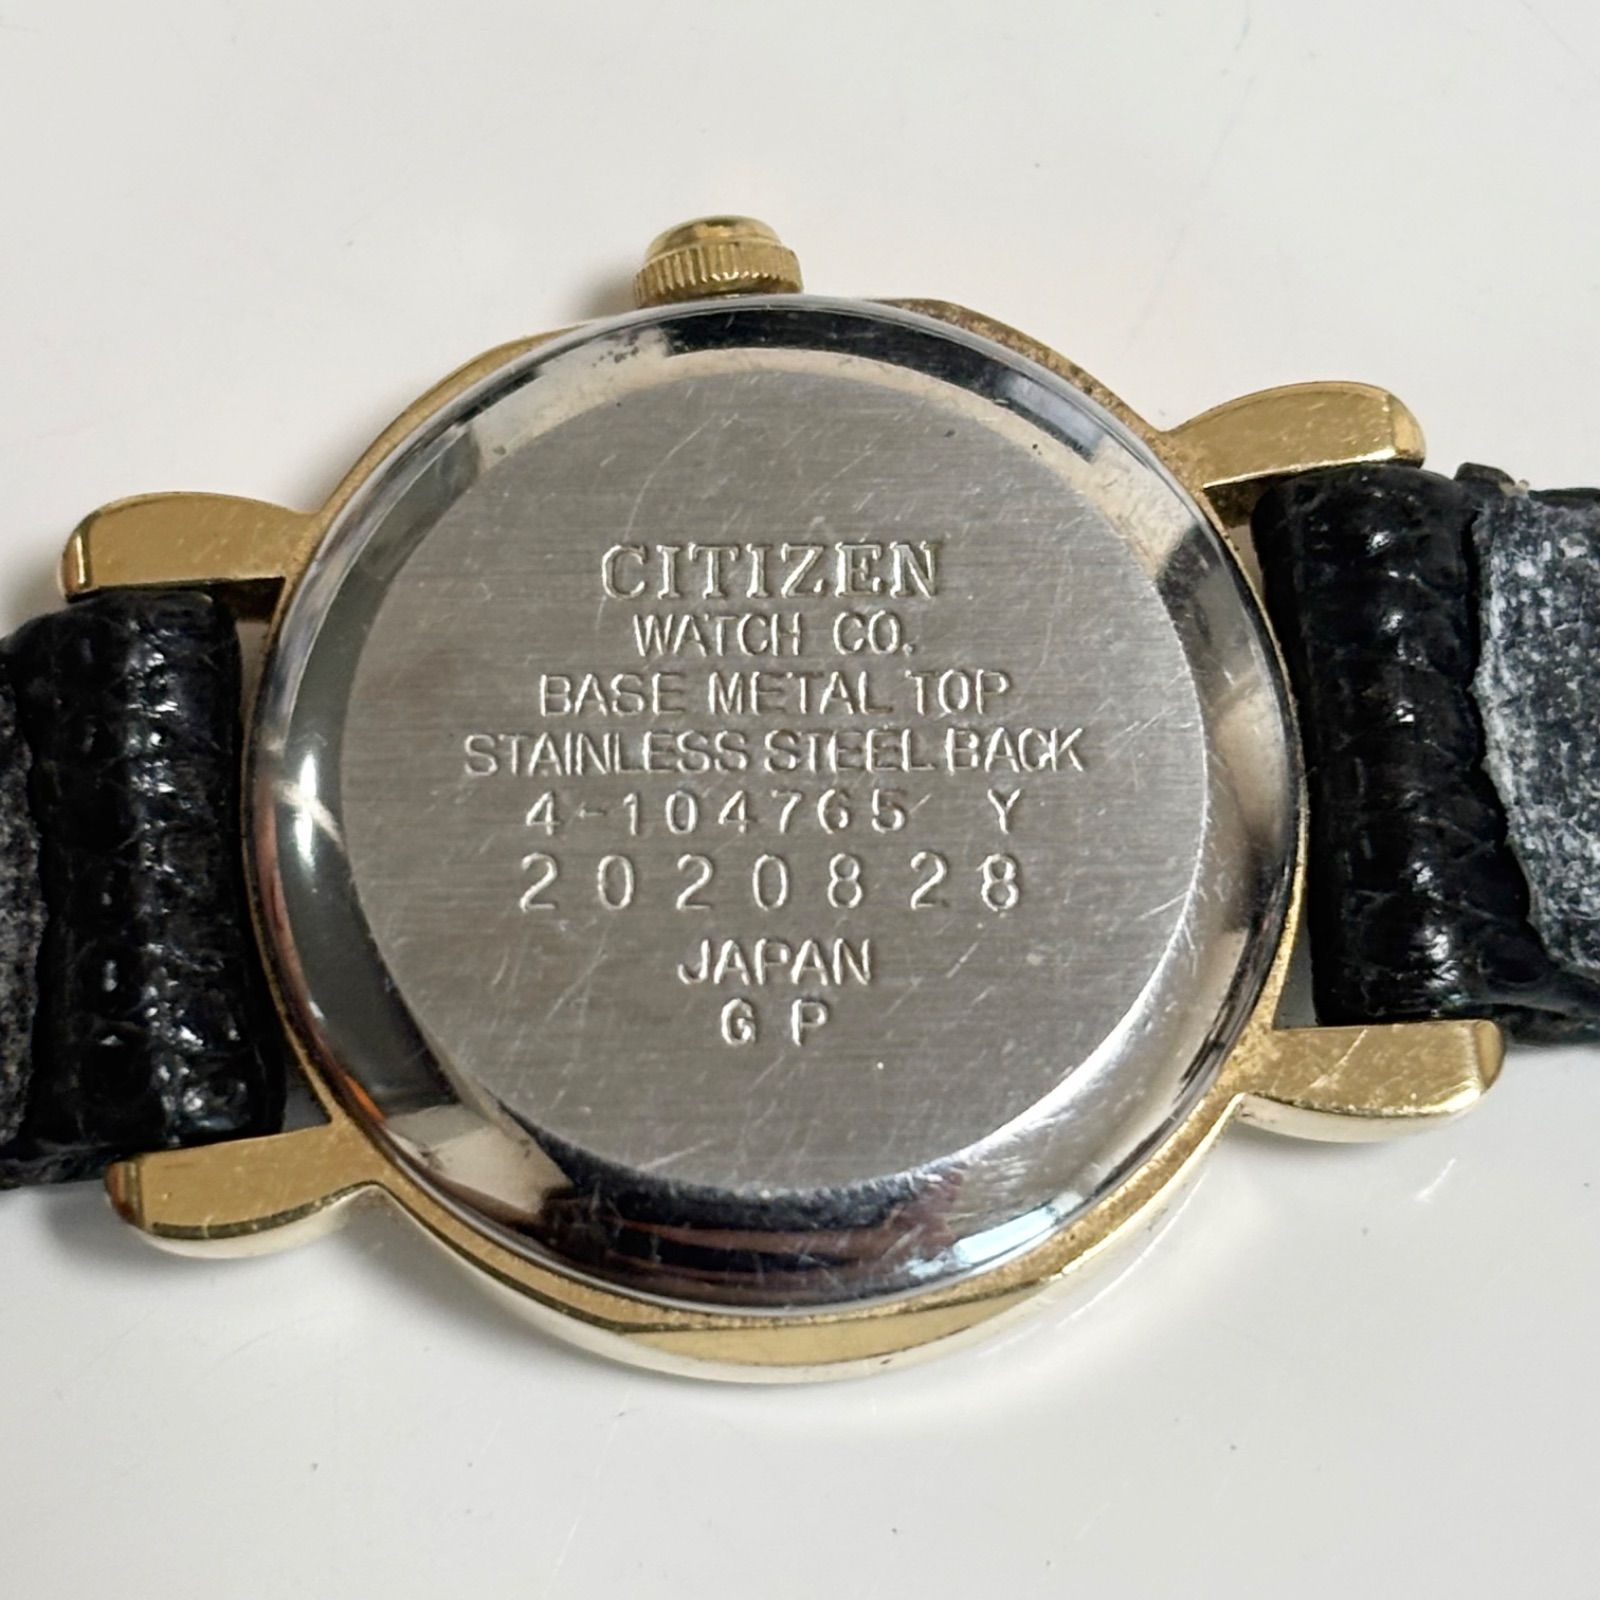 CITIZEN
WATCH CO.
BASE METAL TOP
STAINLESS STEEL BACK
4-104765 Y
2020828
JAPAN
GP